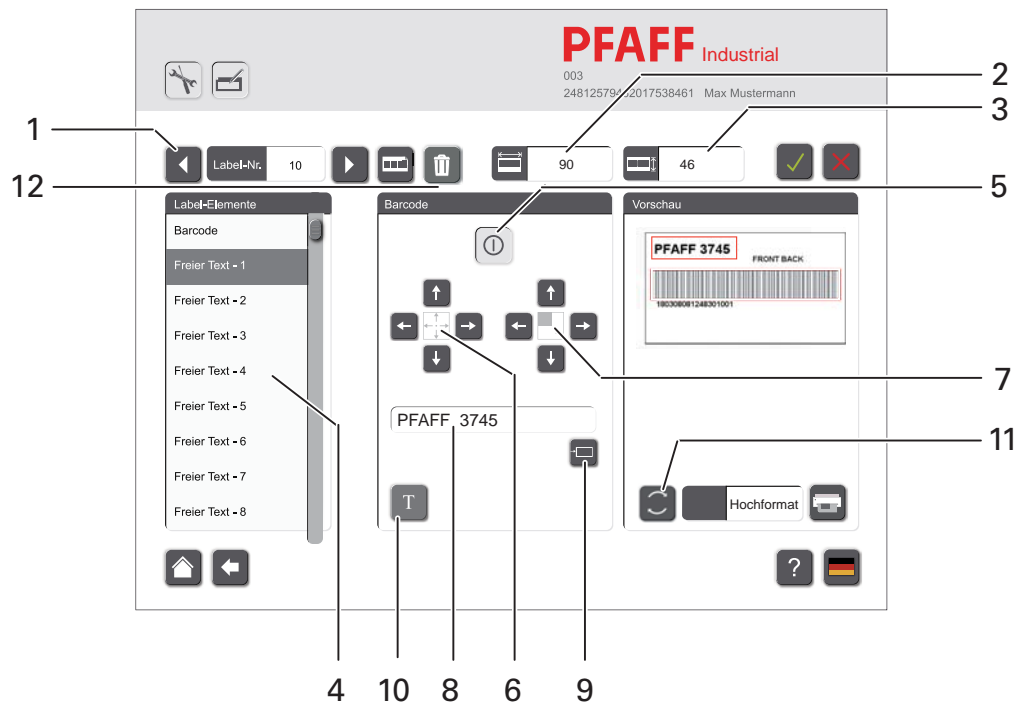 PFAFF Industrial
003
24812579482017538461 Max Mustermann
1
2
3
12
5
Label-Nr. 10
90
46
Label-Elemente
Barcode
Freier Text - 1
Freier Text - 2
Freier Text - 3
Freier Text - 4
Freier Text - 5
Freier Text - 6
Freier Text - 7
Freier Text - 8
Barcode
PFAFF 3745
T
Vorschau
PFAFF 3745
FRONT BACK
180308081248301001
Hochformat
?
7
11
4
10
8
6
9